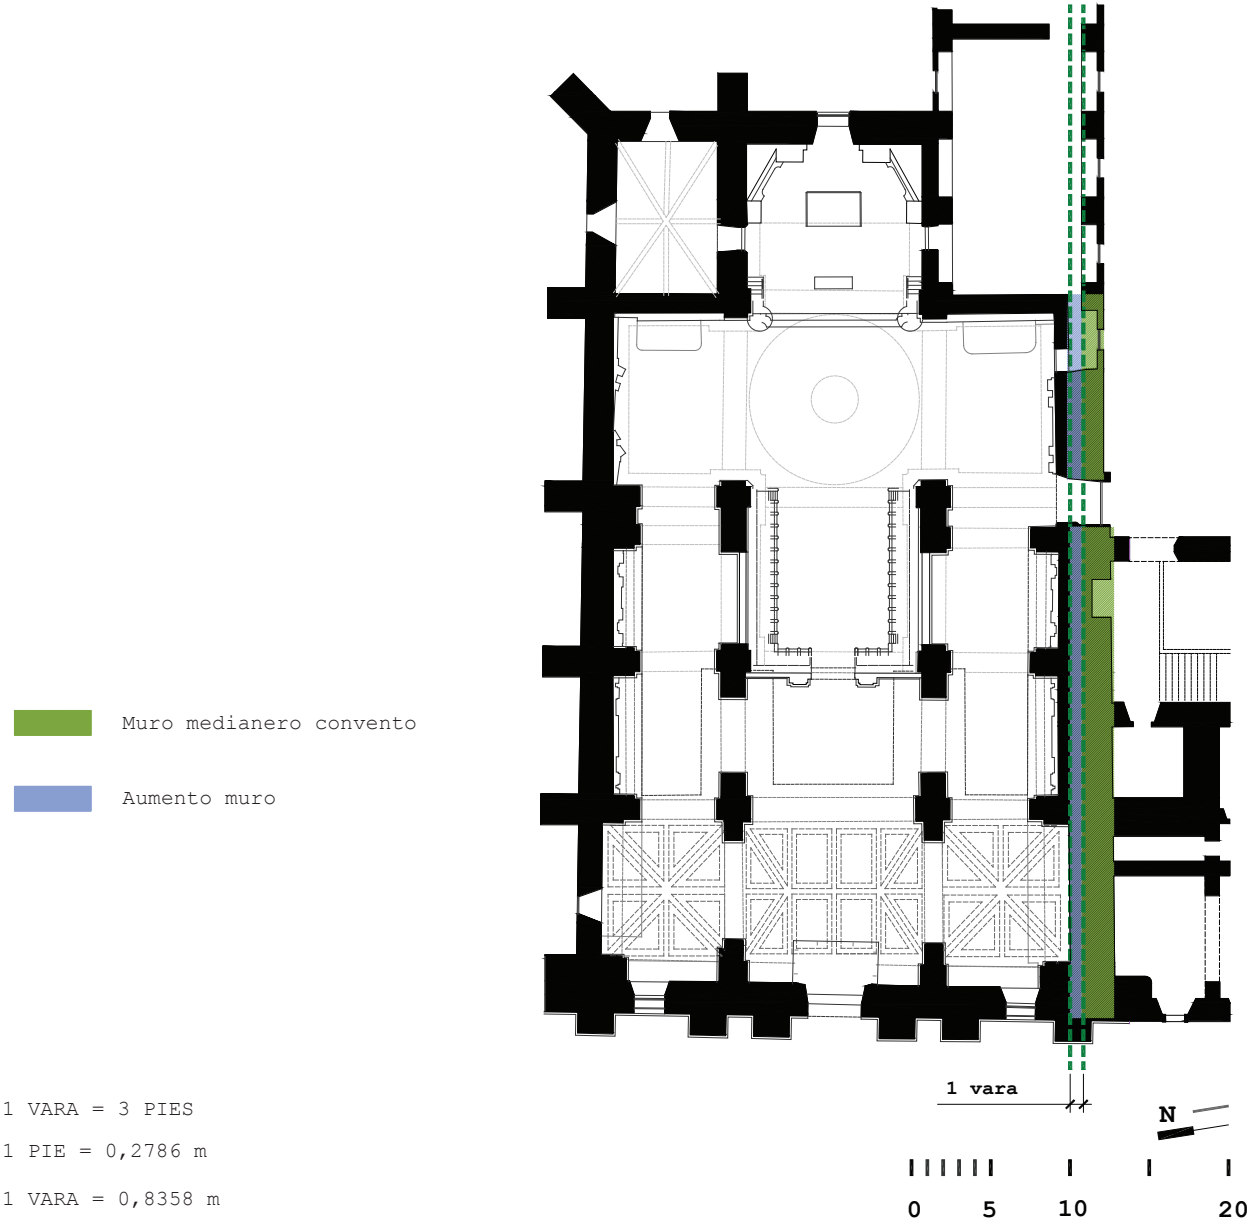 Muro medianero convento
Aumento muro
1 vara
1 VARA = 3 PIES
1 PIE = 0,2786 m
1 VARA = 0,8358 m
N
0 5 10 20